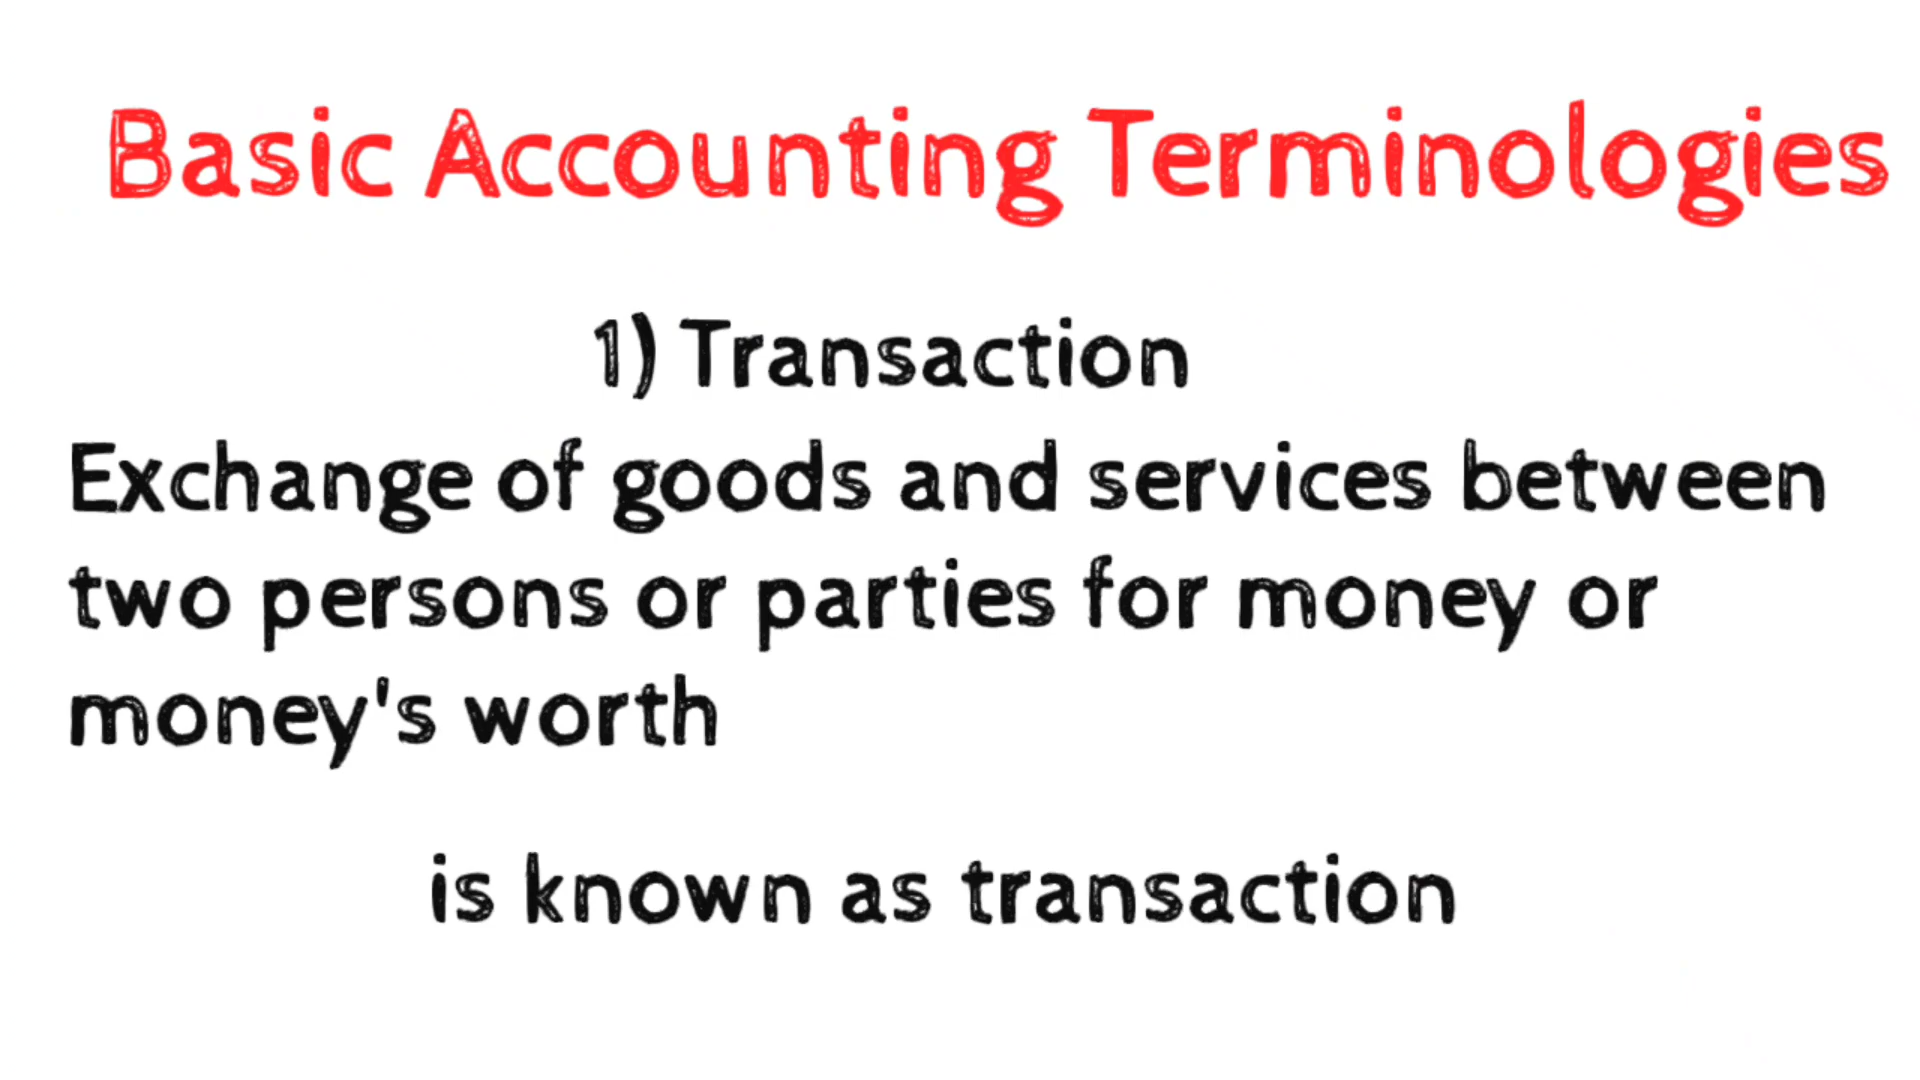 Basic Accounting Terminologies
1) Transaction
Exchange of goods and services between
two persons or parties for money or
money's worth
is known as transaction